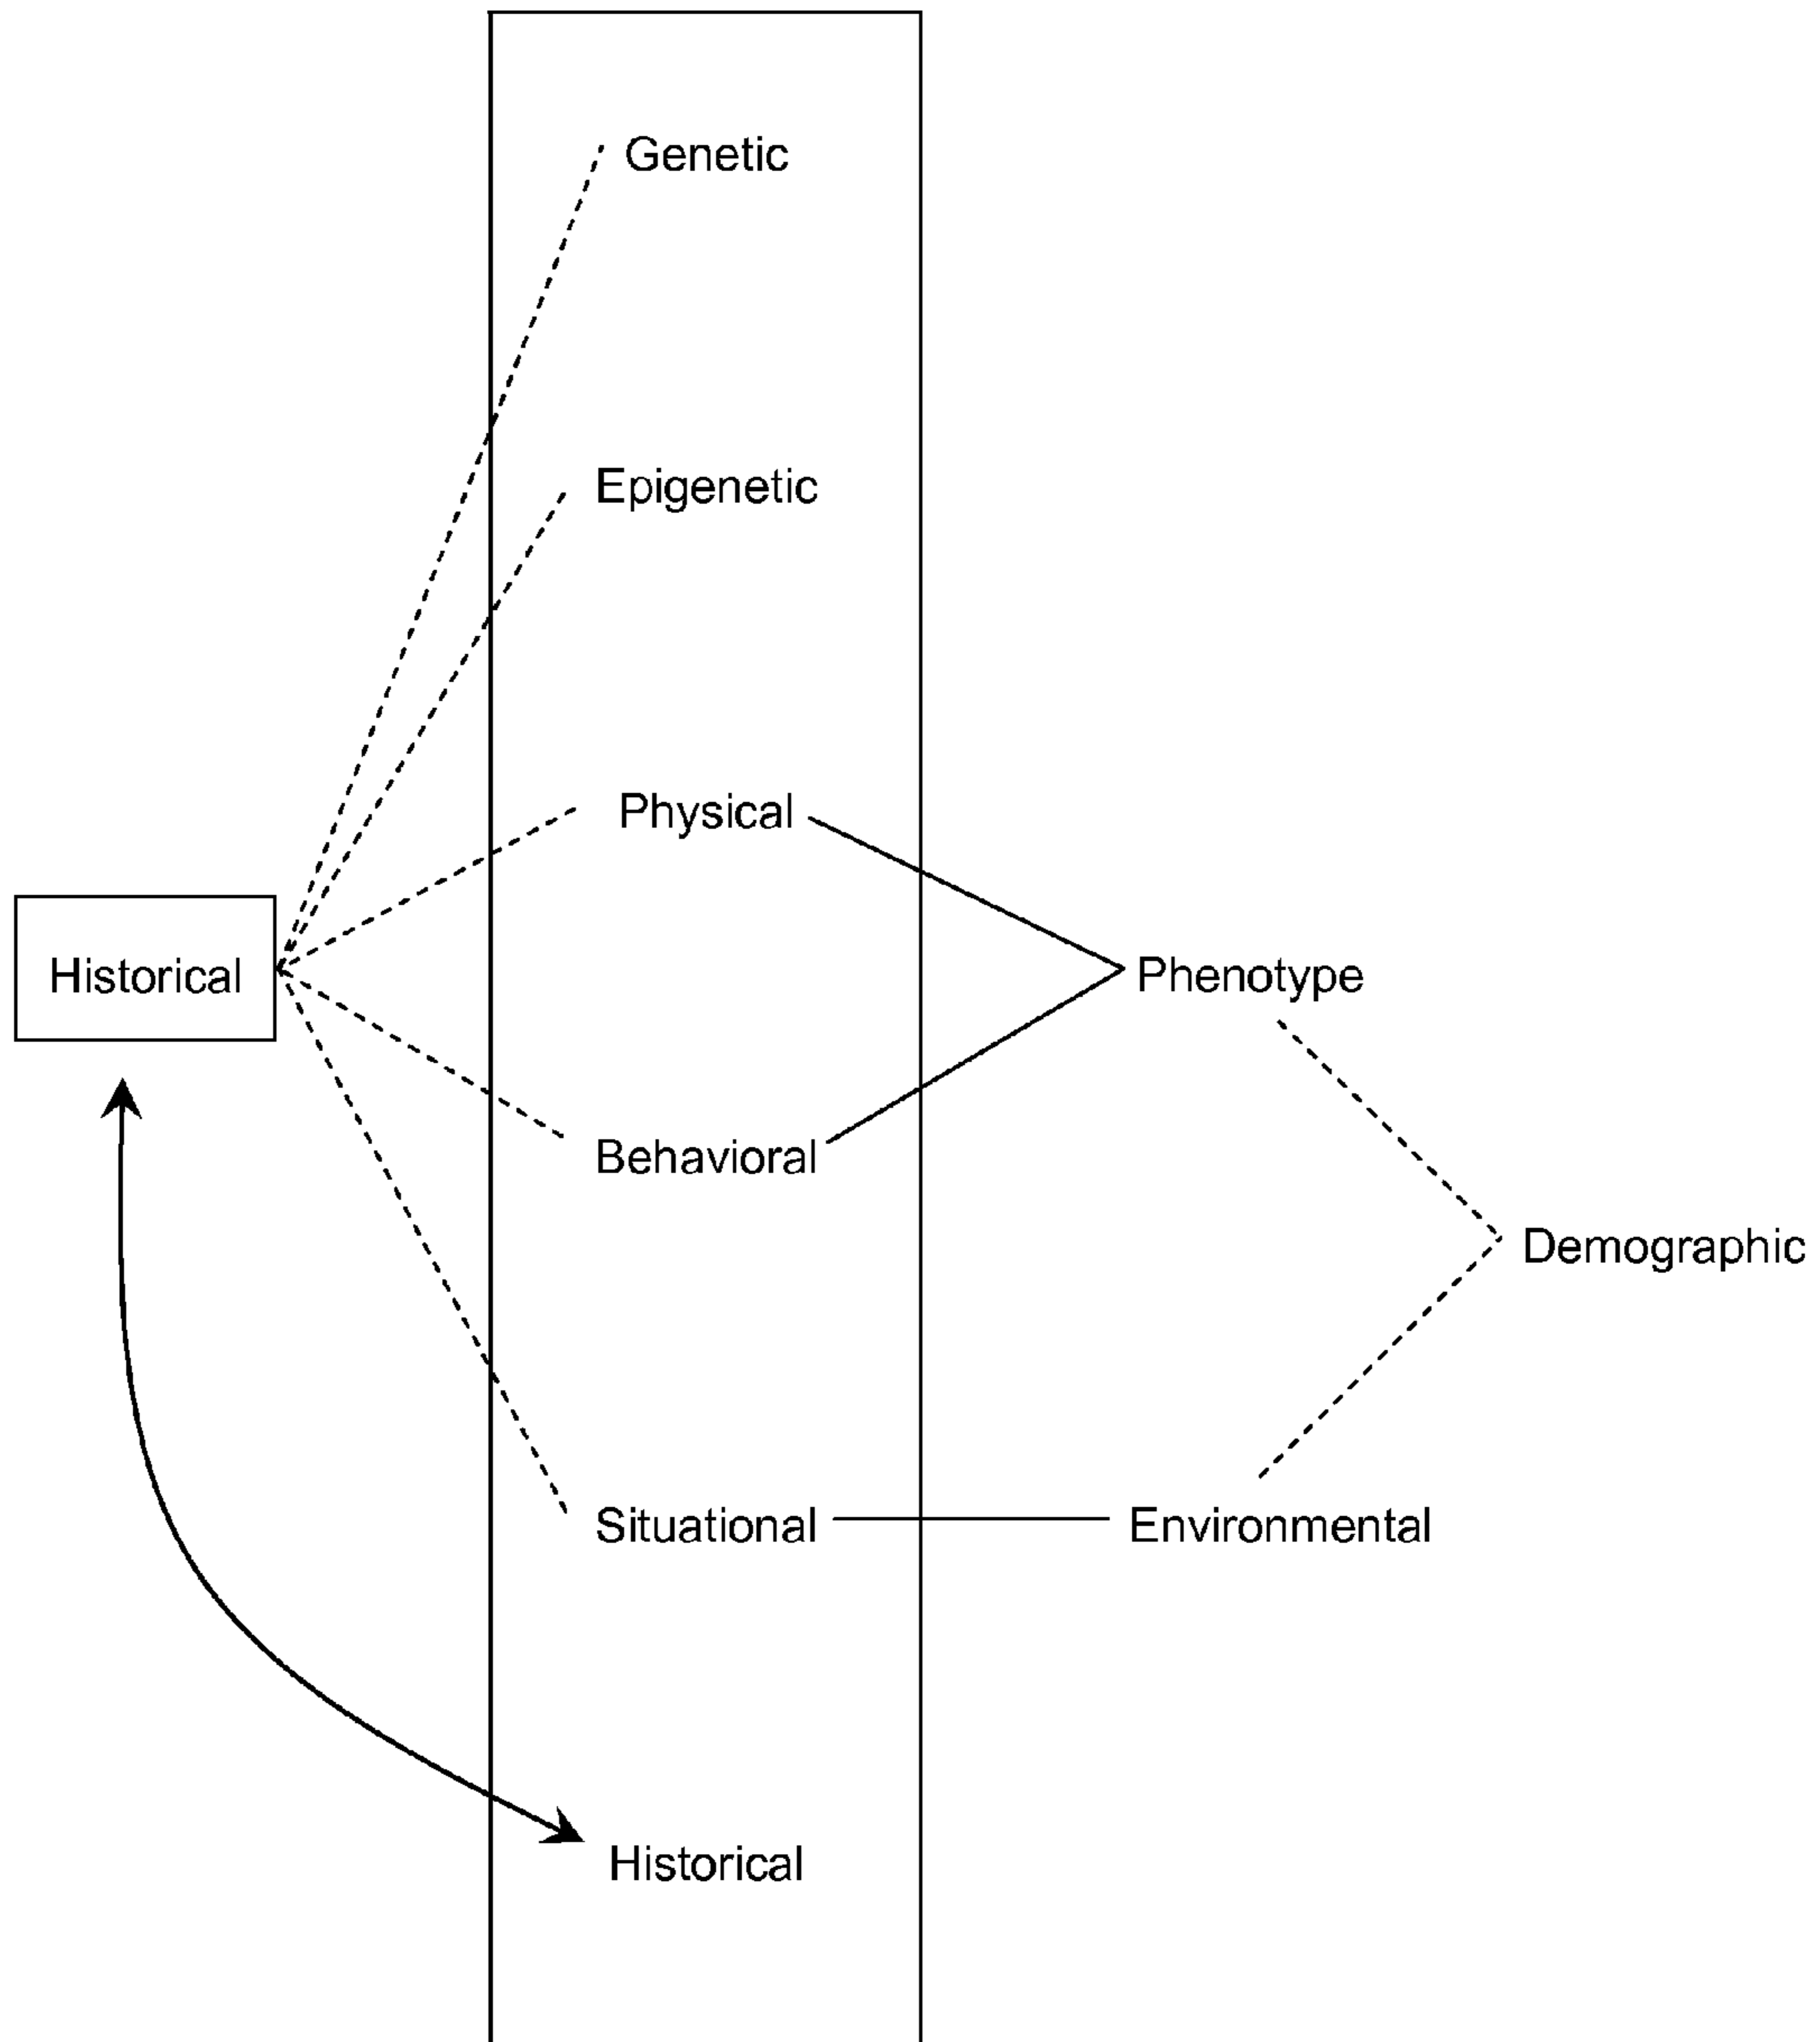 Genetic
Epigenetic
Physical
Historical
Phenotype
Behavioral
Demographic
Situational
Environmental
Historical